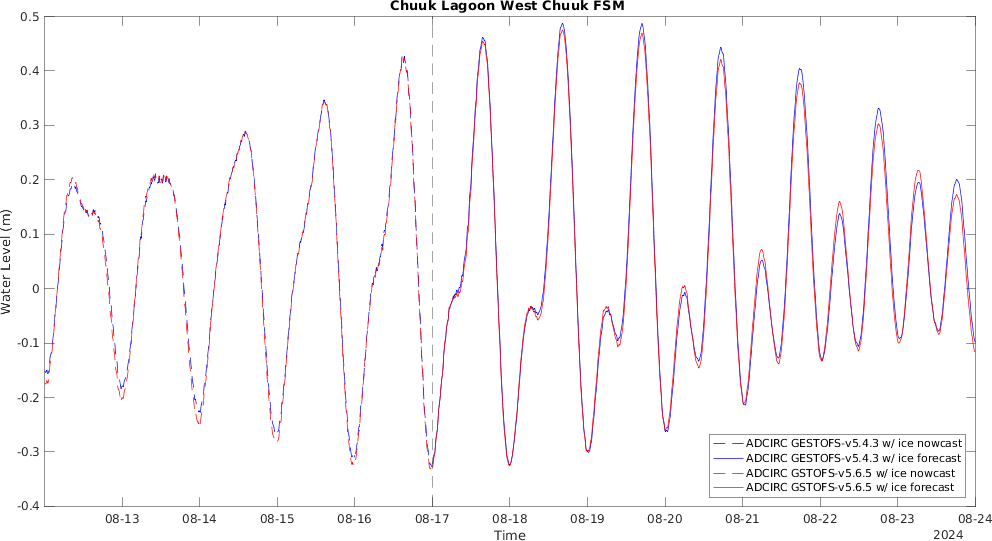 Chuuk Lagoon West Chuuk FSM
0.5
0.4
0.3
0.2
0.1
0
-0.1
-0.2
-0.3
-0.4
Water Level (m)
ADCIRC GESTOFS-v5.4.3 w/ ice nowcast
ADCIRC GESTOFS-v5.4.3 w/ ice forecast
ADCIRC GSTOFS-v5.6.5 w/ ice nowcast
ADCIRC GSTOFS-v5.6.5 w/ ice forecast
08-13 08-14 08-15 08-16 08-17 08-18 08-19 08-20 08-21 08-22 08-23 08-24
Time
2024